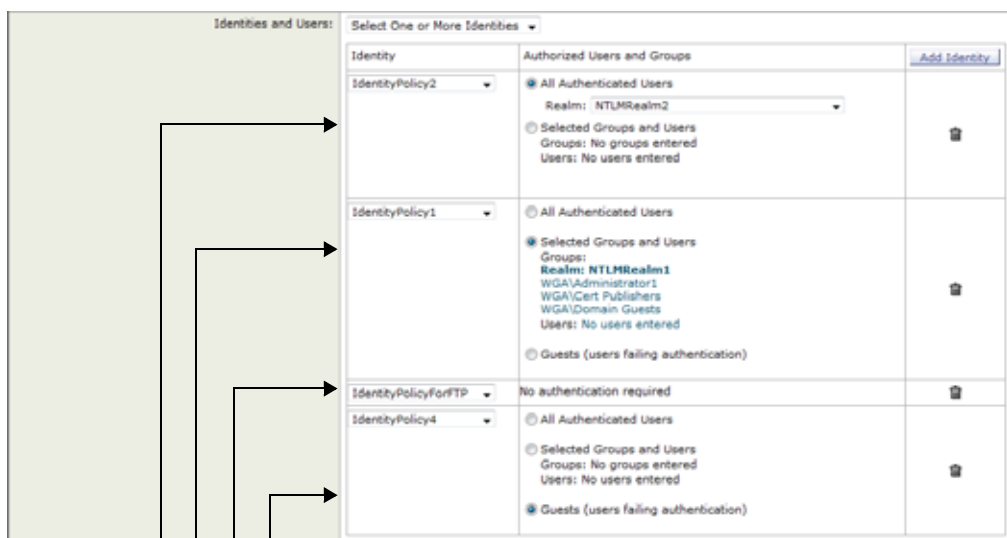 Identities and Users: Select One or More Identities
Identity Authorized Users and Groups Add Identity
IdentityPolicy2 All Authenticated Users
Realm: NTLMRealm2
Selected Groups and Users
Groups: No groups entered
Users: No users entered
IdentityPolicy1 All Authenticated Users
Selected Groups and Users
Groups:
Realm: NTLMRealm1
WGA\Administrator1
WGA\Cert Publishers
WGA\Domain Guests
Users: No users entered
Guests (users failing authentication)
IdentityPolicyForFTP No authentication required
IdentityPolicy4 All Authenticated Users
Selected Groups and Users
Groups: No groups entered
Users: No users entered
Guests (users failing authentication)